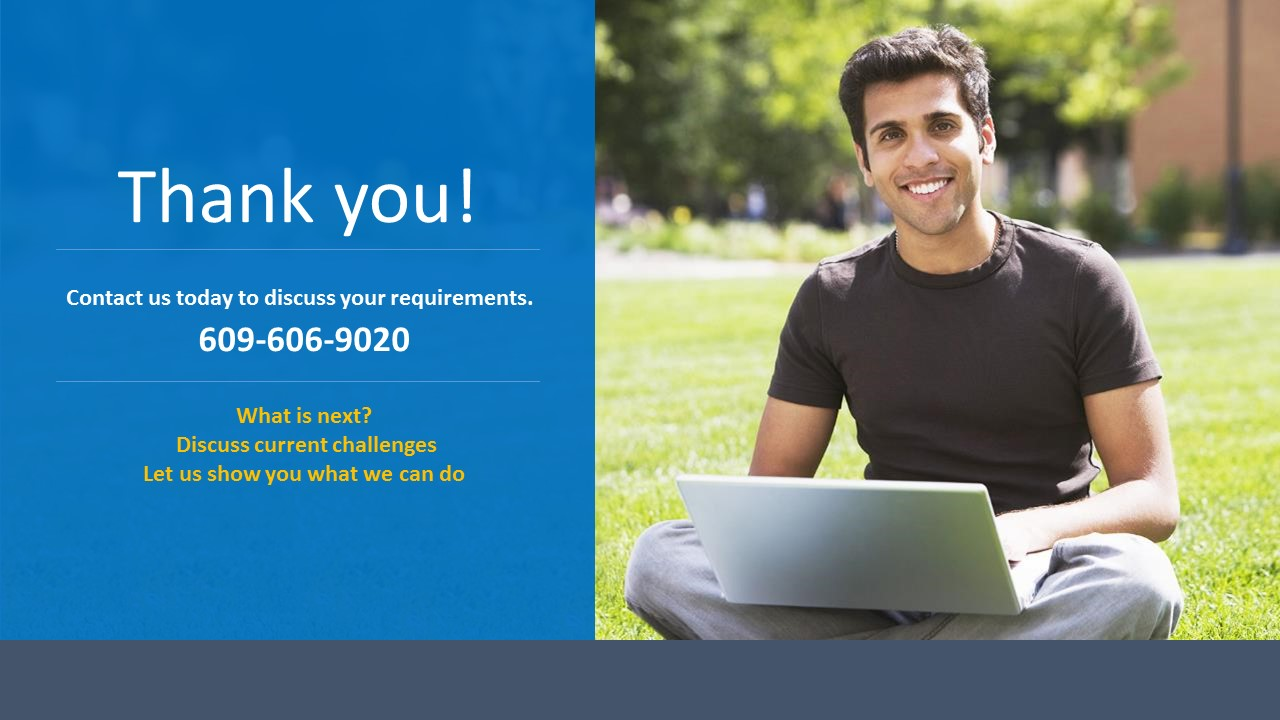 Thank you!
Contact us today to discuss your requirements.
609-606-9020
What is next?
Discuss current challenges
Let us show you what we can do